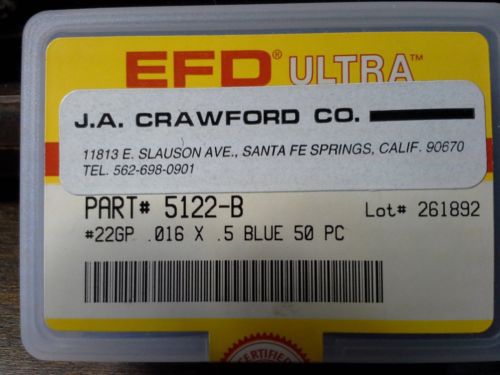 EFD® ULTRA™
J.A. CRAWFORD CO.
11813 E. SLAUSON AVE., SANTA FE SPRINGS, CALIF. 90670
TEL. 562-698-0901
PART# 5122-B
Lot# 261892
#22GP .016 X .5 BLUE 50 PC
CERTIFIED